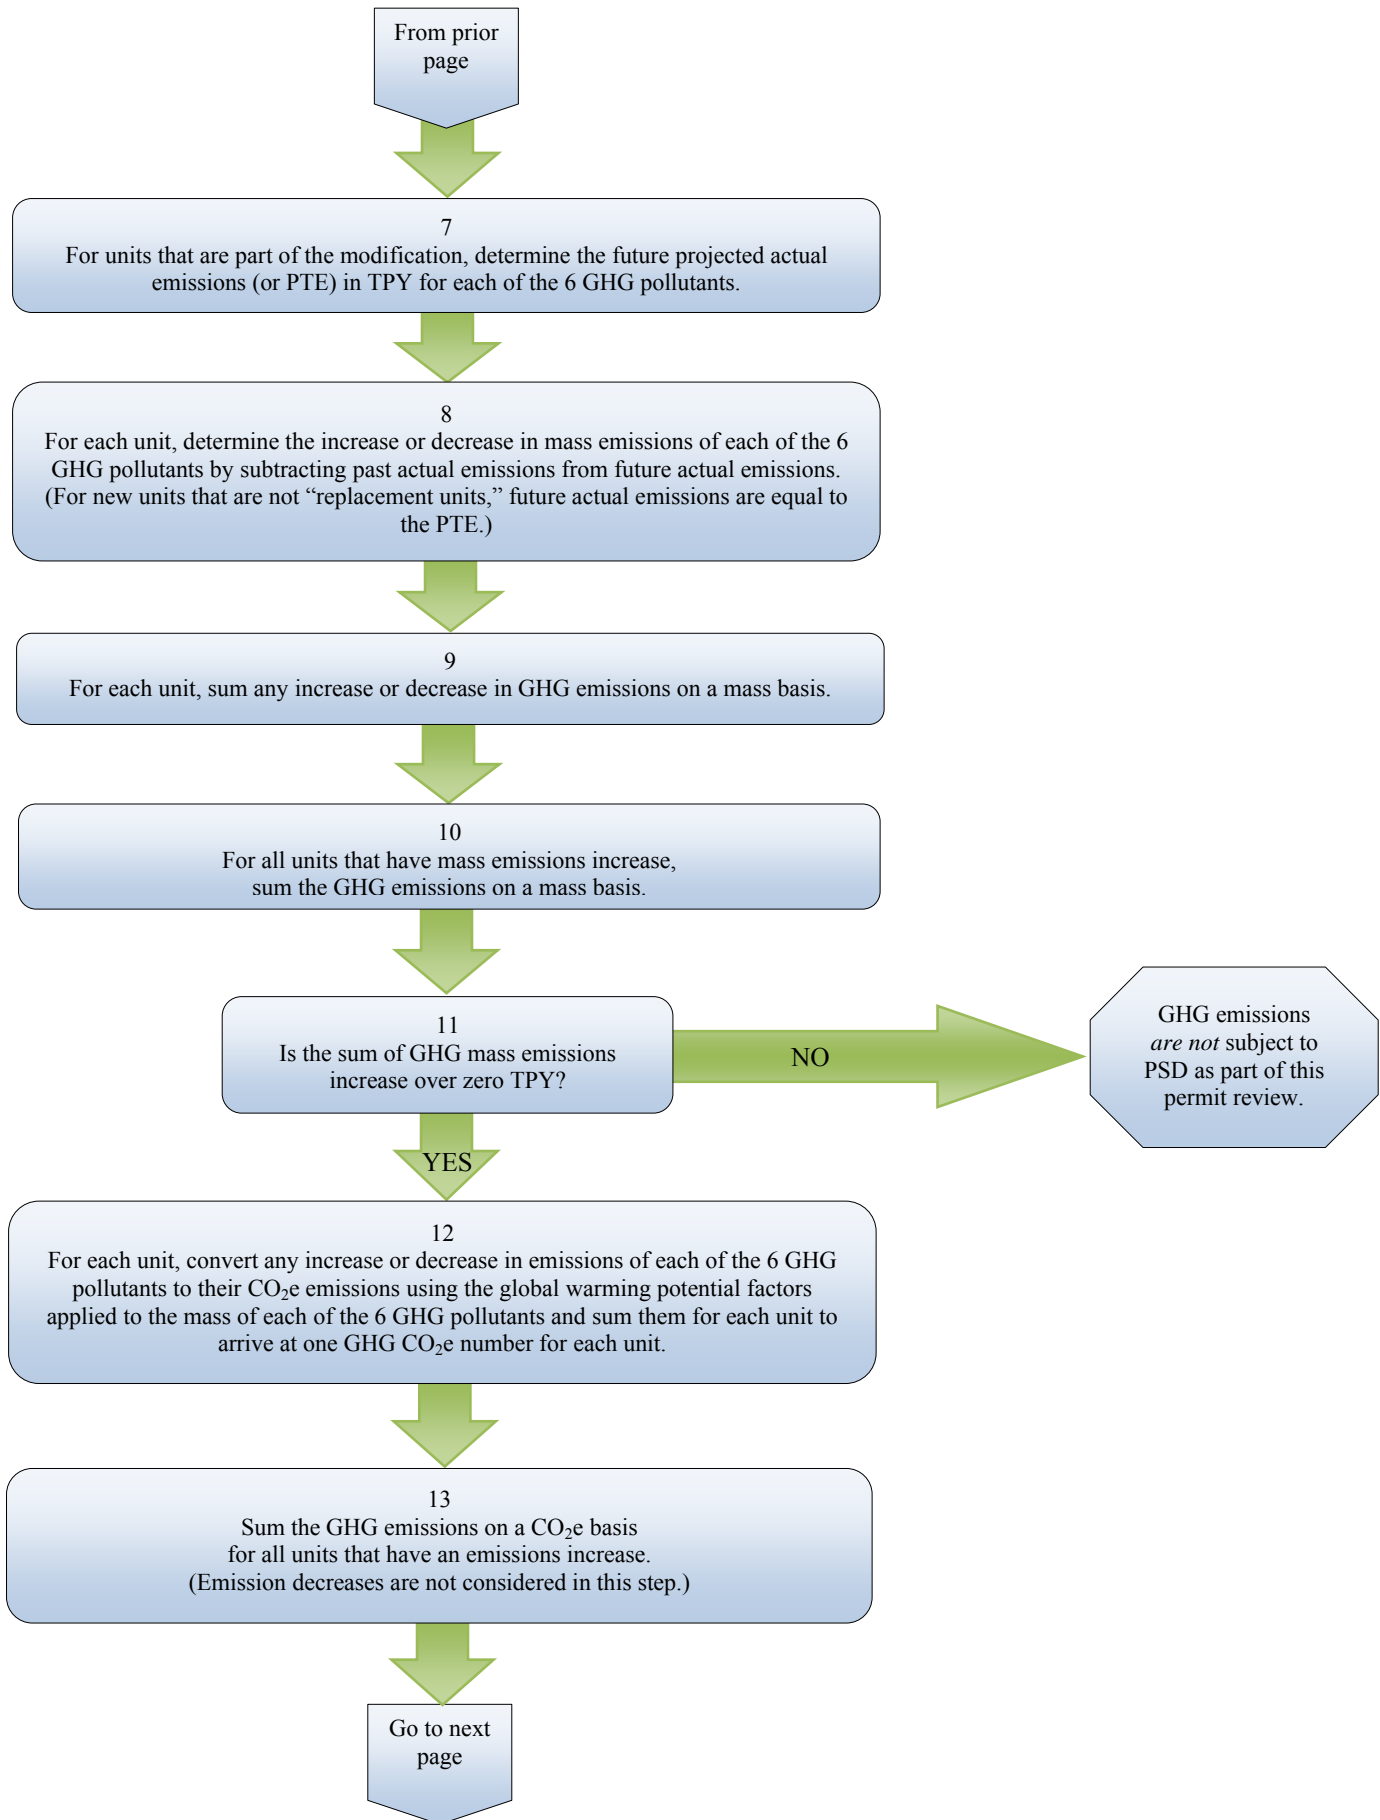 From prior
page
7
For units that are part of the modification, determine the future projected actual
emissions (or PTE) in TPY for each of the 6 GHG pollutants.
8
For each unit, determine the increase or decrease in mass emissions of each of the 6
GHG pollutants by subtracting past actual emissions from future actual emissions.
(For new units that are not “replacement units,” future actual emissions are equal to
the PTE.)
9
For each unit, sum any increase or decrease in GHG emissions on a mass basis.
10
For all units that have mass emissions increase,
sum the GHG emissions on a mass basis.
11
Is the sum of GHG mass emissions
increase over zero TPY?
NO
GHG emissions
are not subject to
PSD as part of this
permit review.
YES
12
For each unit, convert any increase or decrease in emissions of each of the 6 GHG
pollutants to their CO₂e emissions using the global warming potential factors
applied to the mass of each of the 6 GHG pollutants and sum them for each unit to
arrive at one GHG CO₂e number for each unit.
13
Sum the GHG emissions on a CO₂e basis
for all units that have an emissions increase.
(Emission decreases are not considered in this step.)
Go to next
page